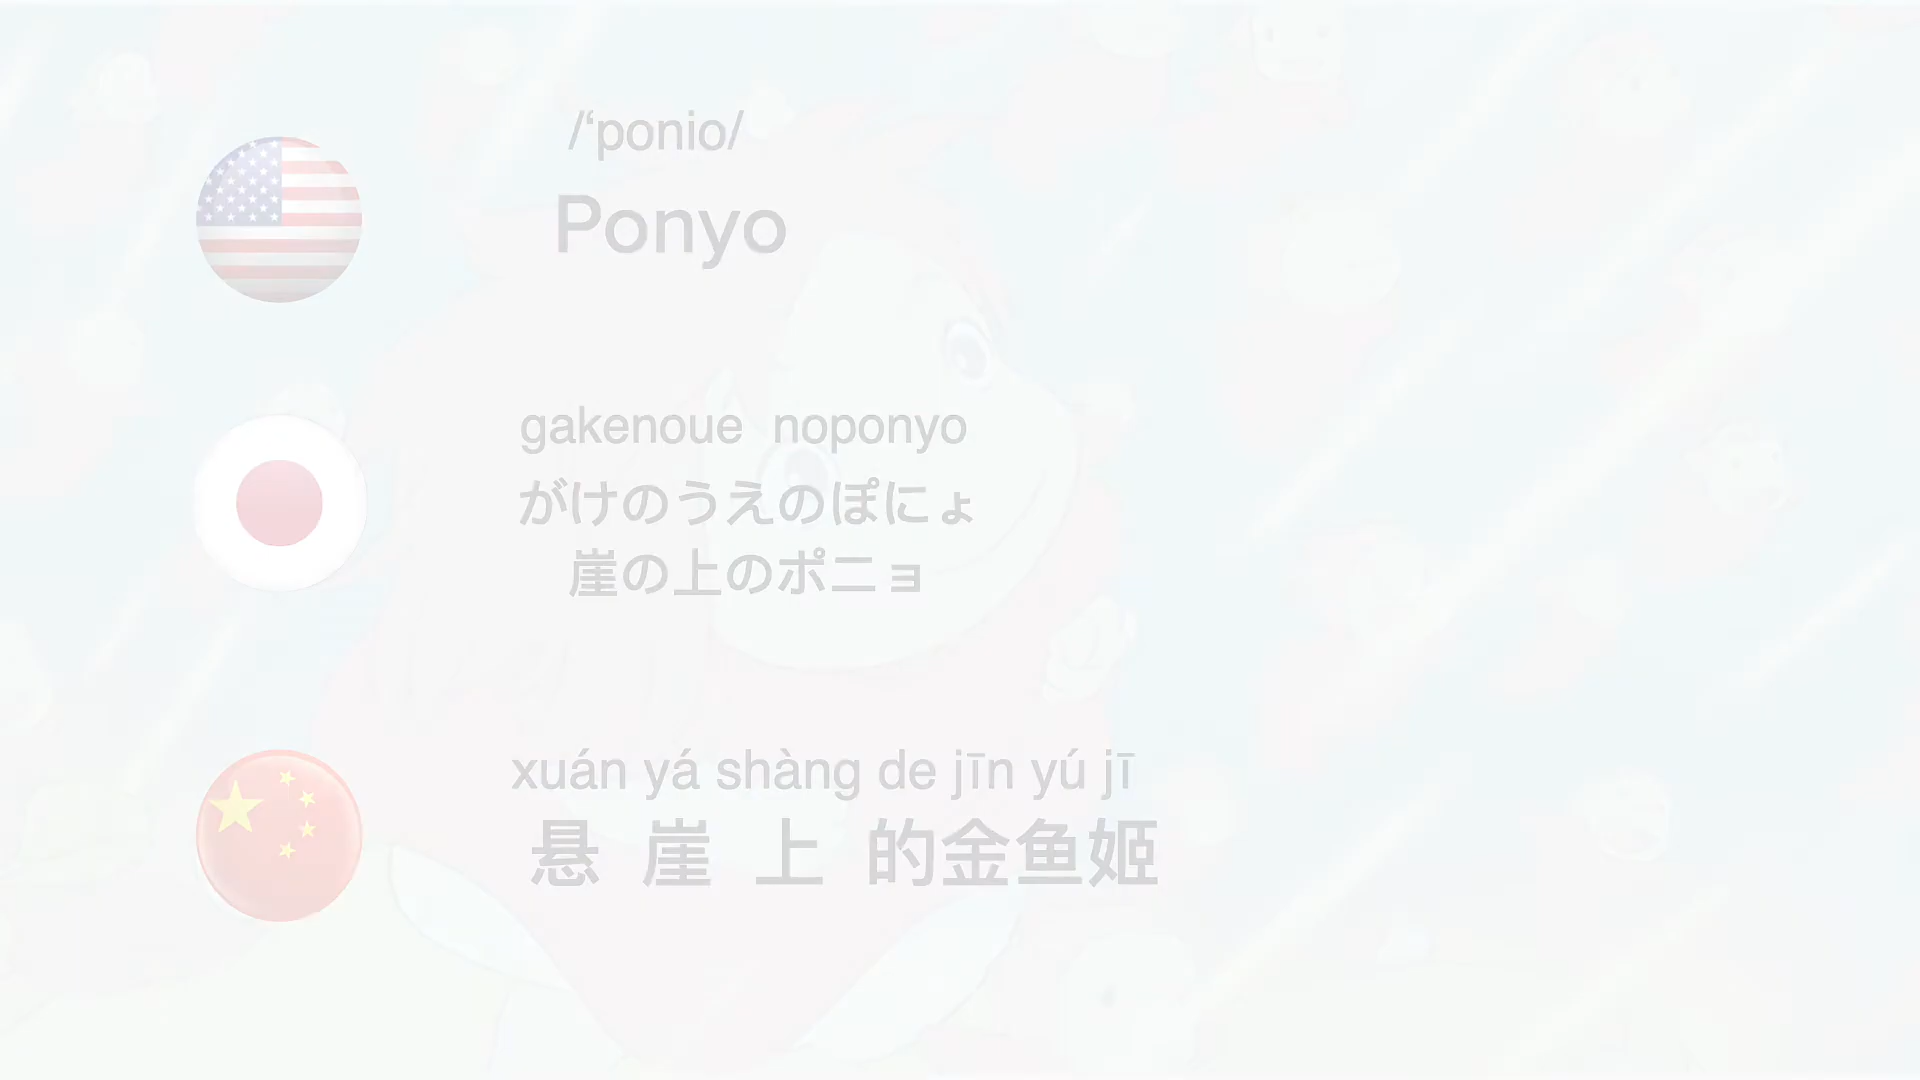 /‘ponio/
Ponyo
gakenoue noponyo
がけのうえのぽにょ
崖の上のポニョ
xuán yá shàng de jīn yú jī
悬 崖 上 的金鱼姬